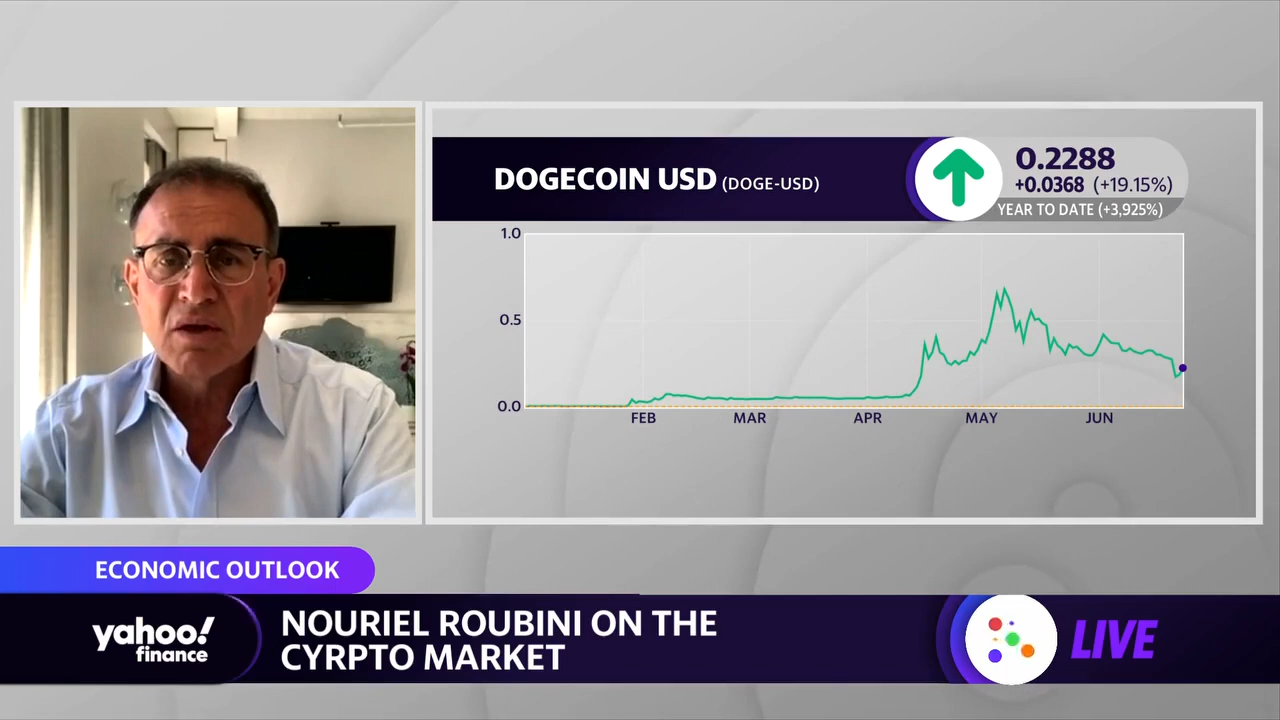 DOGECOIN USD (DOGE-USD)
0.2288
+0.0368 (+19.15%)
YEAR TO DATE (+3,925%)
1.0
0.5
0.0
FEB MAR APR MAY JUN
ECONOMIC OUTLOOK
yahoo!
finance
NOURIEL ROUBINI ON THE
CYRPTO MARKET
LIVE